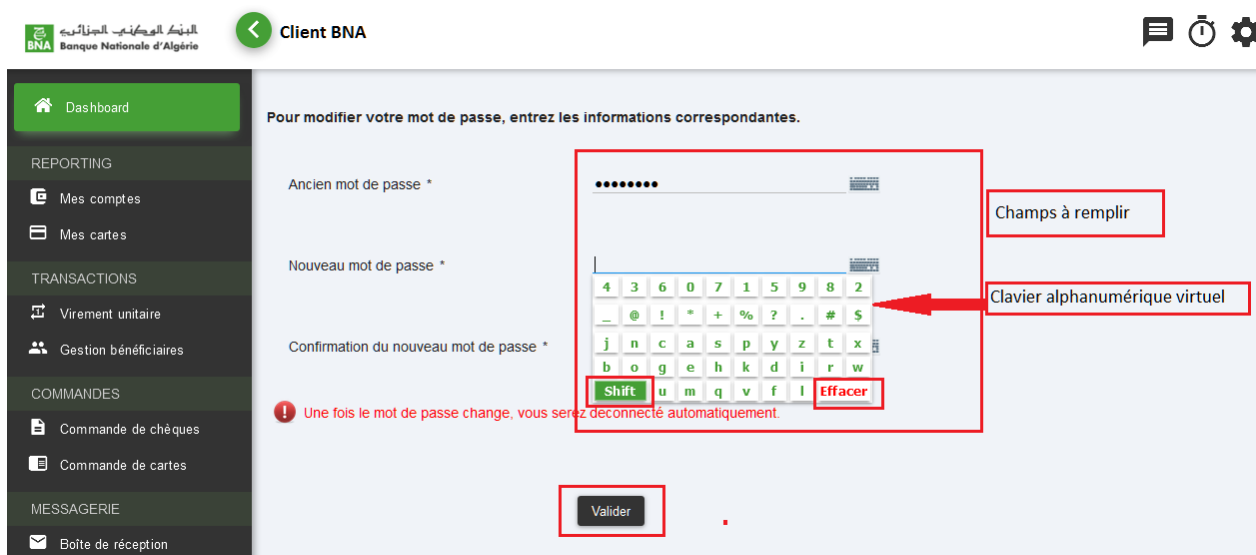 البنك الوطني الجزائري
BNA Banque Nationale d'Algérie
Client BNA
Dashboard
Pour modifier votre mot de passe, entrez les informations correspondantes.
REPORTING
Mes comptes
Mes cartes
TRANSACTIONS
Virement unitaire
Gestion bénéficiaires
COMMANDES
Commande de chèques
Commande de cartes
MESSAGERIE
Boîte de réception
Ancien mot de passe *
••••••••
Champs à remplir
Nouveau mot de passe *
4 3 6 0 7 1 5 9 8 2
_ @ ! * + % ? . # $
j n c a s p y z t x
b o g e h k d i r w
Shift u m q v f l Effacer
Clavier alphanumérique virtuel
Confirmation du nouveau mot de passe *
Une fois le mot de passe change, vous serez déconnecté automatiquement.
Valider
.